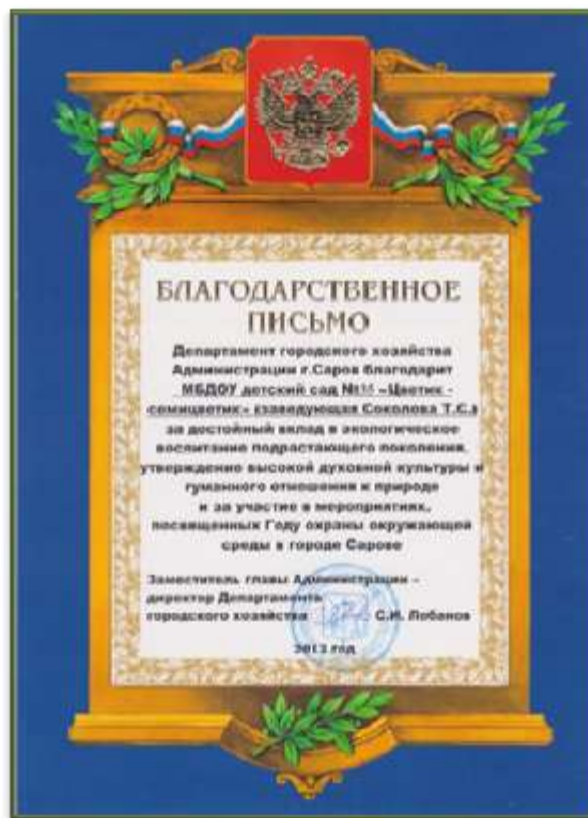 БЛАГОДАРСТВЕННОЕ
ПИСЬМО
Департамент городского хозяйства
Администрации г.Саров благодарит
МБДОУ детский сад «Цветик -
семицветик» (заведующая Соколова Т.С.)
за достойный вклад в экологическое
воспитание подрастающего поколения,
утверждение высокой духовной культуры и
гуманного отношения к природе
и за участие в мероприятиях,
посвященных Году охраны окружающей
среды в городе Сарове
Заместитель главы Администрации –
директор Департамента
городского хозяйства С.И. Лобанов
2013 год